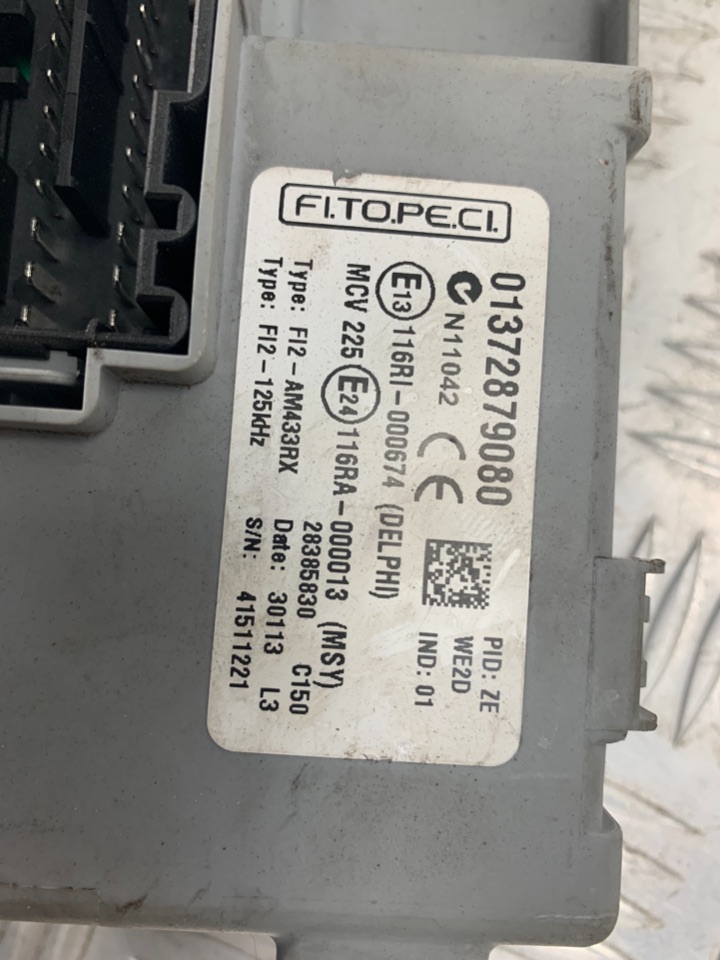 FI.TO.PE.CI.
01372879080
PID: ZE
N11042
WE2D
E13 116RI-000674 (DELPHI)
IND: 01
MCV 225 E24 116RA-000013 (MSY)
Type: FI2-AM433RX
28385830 C150
Type: FI2-125kHz
Date: 30113 L3
S/N: 41511221